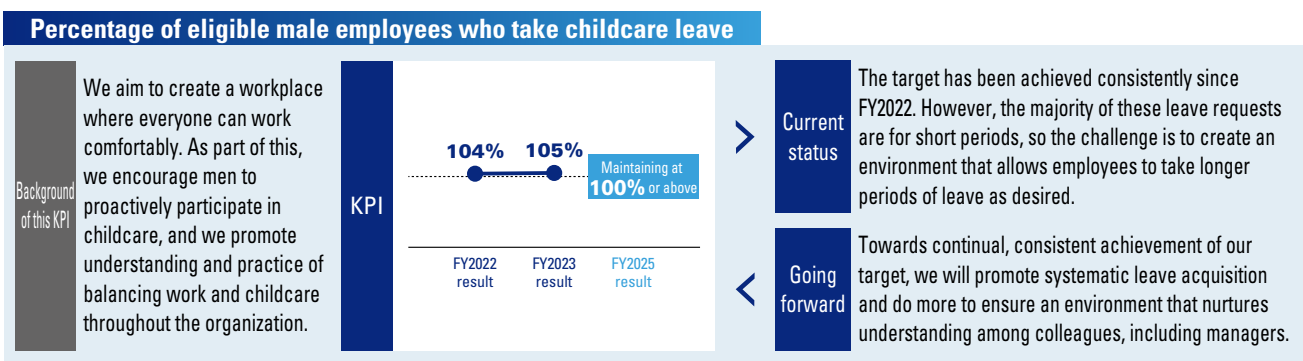 Percentage of eligible male employees who take childcare leave
Background
of this KPI
We aim to create a workplace
where everyone can work
comfortably. As part of this,
we encourage men to
proactively participate in
childcare, and we promote
understanding and practice of
balancing work and childcare
throughout the organization.
KPI
104%
105%
Maintaining at
100% or above
FY2022
result
FY2023
result
FY2025
result
Current
status
The target has been achieved consistently since
FY2022. However, the majority of these leave requests
are for short periods, so the challenge is to create an
environment that allows employees to take longer
periods of leave as desired.
Going
forward
Towards continual, consistent achievement of our
target, we will promote systematic leave acquisition
and do more to ensure an environment that nurtures
understanding among colleagues, including managers.